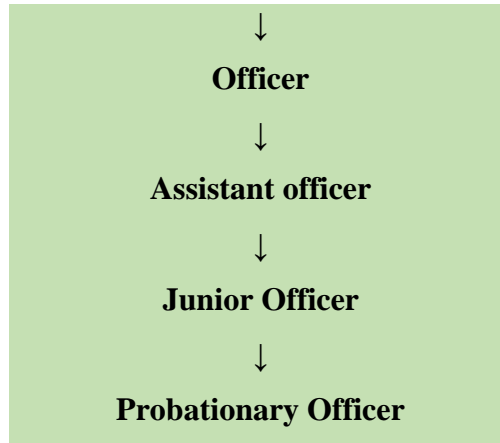 ↓
Officer
↓
Assistant officer
↓
Junior Officer
↓
Probationary Officer